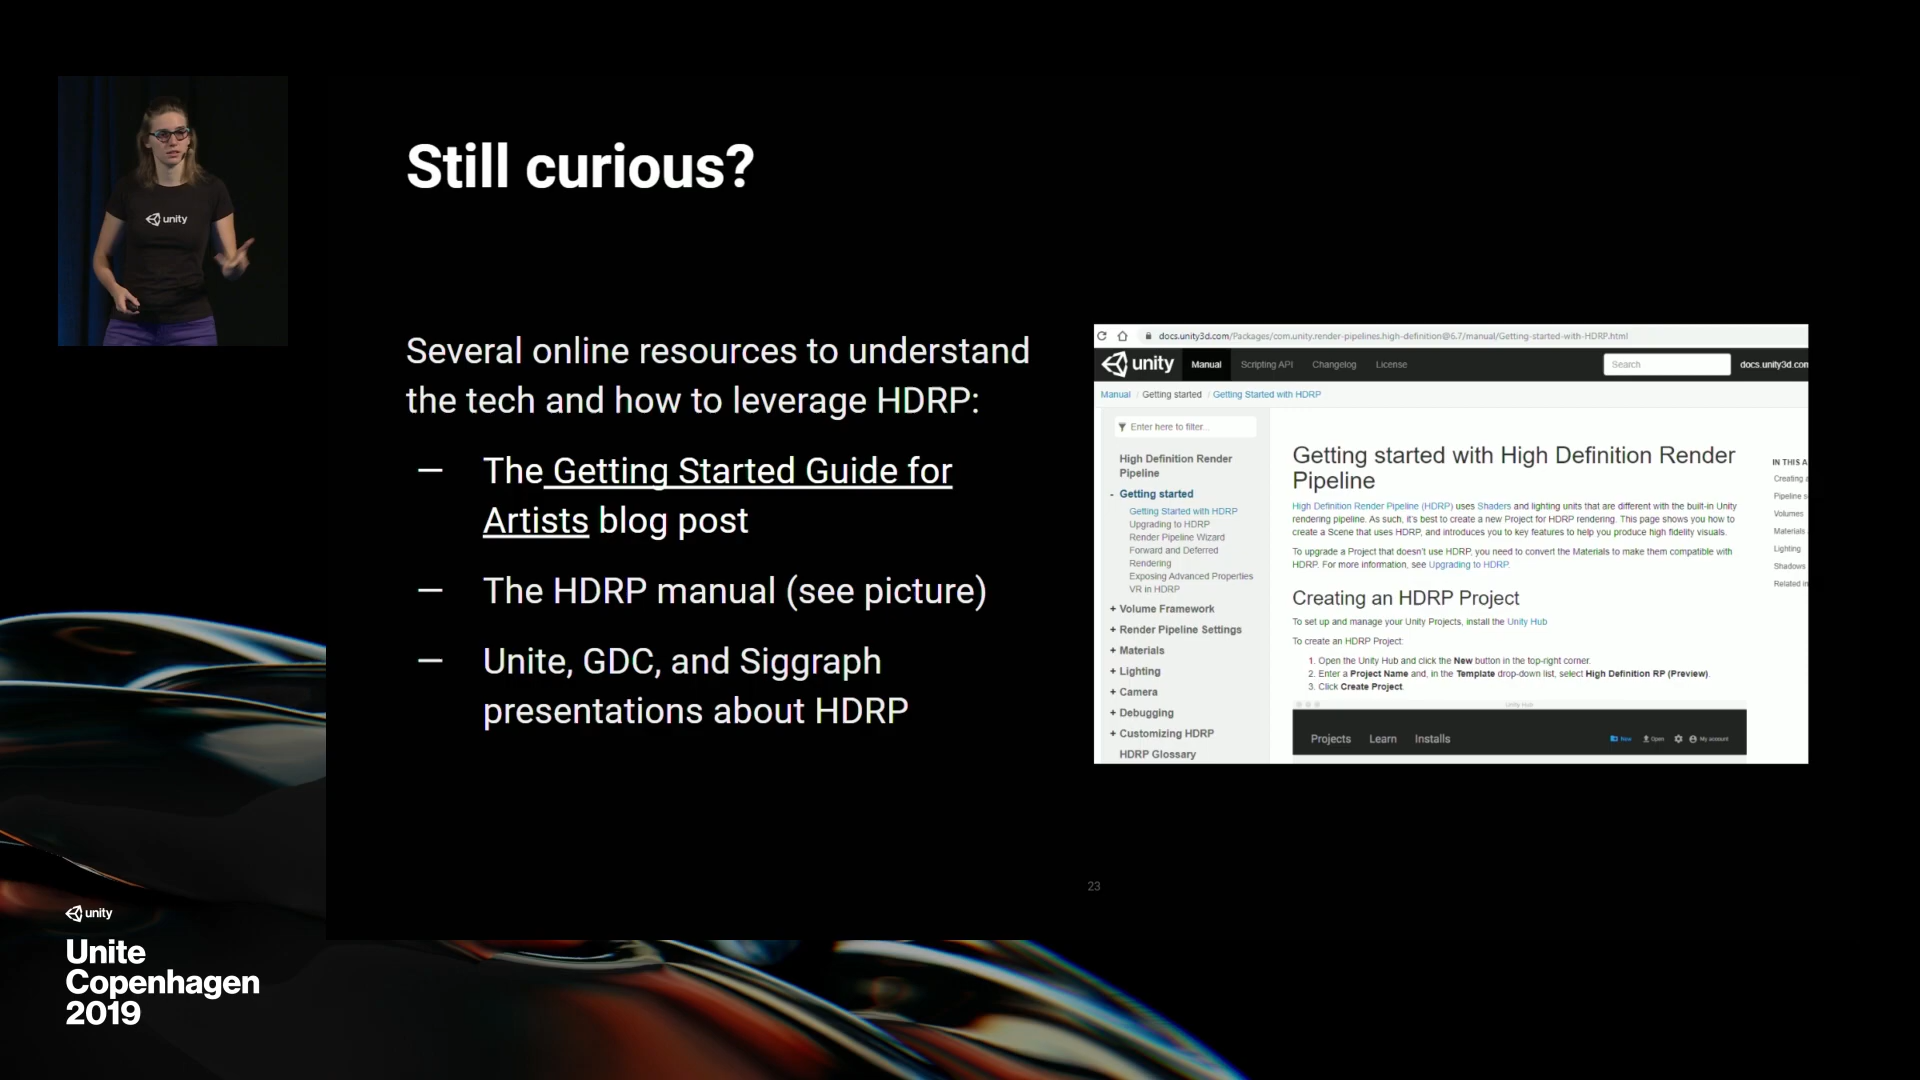 unity
Still curious?
Several online resources to understand
the tech and how to leverage HDRP:
— The Getting Started Guide for
Artists blog post
— The HDRP manual (see picture)
— Unite, GDC, and Siggraph
presentations about HDRP
docs.unity3d.com/Packages/com.unity.render-pipelines.high-definition@6.7/manual/Getting-started-with-HDRP.html
unity Manual Scripting API Changelog License Search docs.unity3d.com
Manual / Getting started / Getting Started with HDRP
Enter here to filter...
High Definition Render
Pipeline
- Getting started
Getting Started with HDRP
Upgrading to HDRP
Render Pipeline Wizard
Forward and Deferred
Rendering
Exposing Advanced Properties
VR in HDRP
+ Volume Framework
+ Render Pipeline Settings
+ Materials
+ Lighting
+ Camera
+ Debugging
+ Customizing HDRP
HDRP Glossary
Getting started with High Definition Render
Pipeline
High Definition Render Pipeline (HDRP) uses Shaders and lighting units that are different with the built-in Unity
rendering pipeline. As such, it's best to create a new Project for HDRP rendering. This page shows you how to
create a Scene that uses HDRP, and introduces you to key features to help you produce high fidelity visuals.
To upgrade a Project that doesn't use HDRP, you need to convert the Materials to make them compatible with
HDRP. For more information, see Upgrading to HDRP.
Creating an HDRP Project
To set up and manage your Unity Projects, install the Unity Hub
To create an HDRP Project:
1. Open the Unity Hub and click the New button in the top-right corner.
2. Enter a Project Name and, in the Template drop-down list, select High Definition RP (Preview).
3. Click Create Project.
Unity Hub
Projects Learn Installs New Open My account
IN THIS A
Creating a
Pipeline s
Volumes
Materials
Lighting
Shadows
Related in
23
unity
Unite
Copenhagen
2019